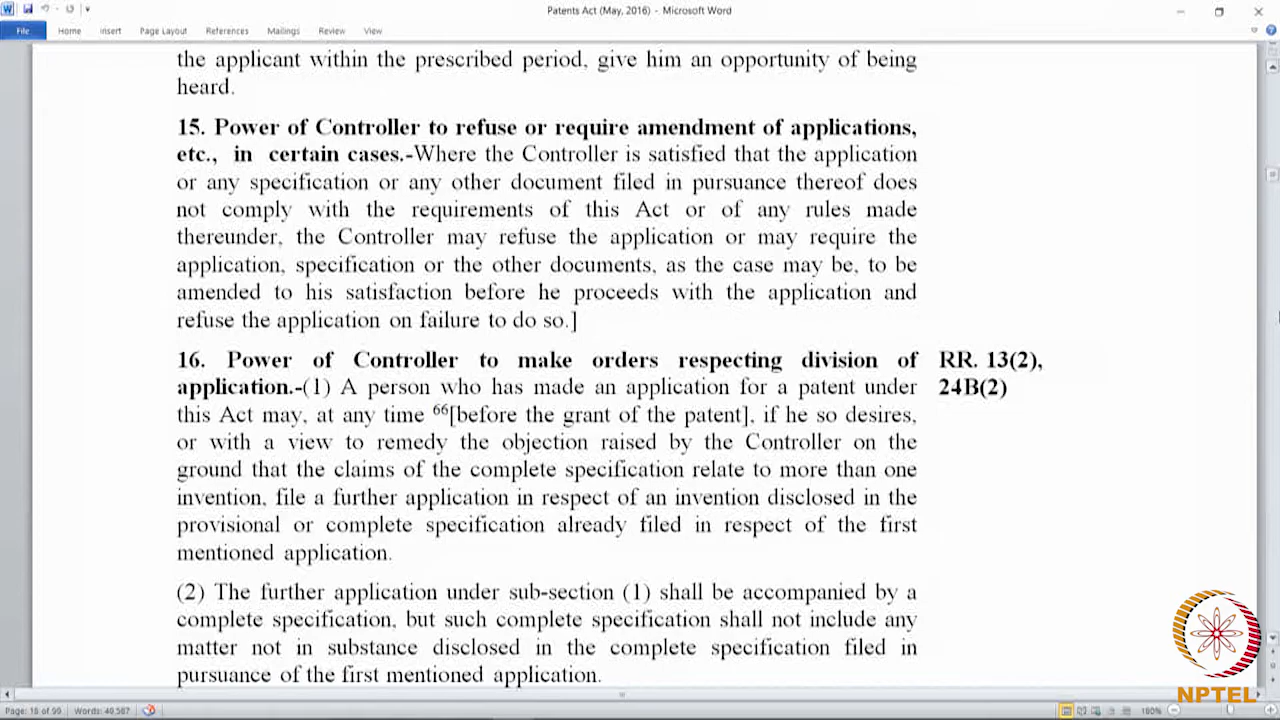 Patents Act (May, 2016) - Microsoft Word
File Home Insert Page Layout References Mailings Review View
the applicant within the prescribed period, give him an opportunity of being
heard.
15. Power of Controller to refuse or require amendment of applications,
etc., in certain cases.-Where the Controller is satisfied that the application
or any specification or any other document filed in pursuance thereof does
not comply with the requirements of this Act or of any rules made
thereunder, the Controller may refuse the application or may require the
application, specification or the other documents, as the case may be, to be
amended to his satisfaction before he proceeds with the application and
refuse the application on failure to do so.]
16. Power of Controller to make orders respecting division of RR. 13(2),
application.-(1) A person who has made an application for a patent under 24B(2)
this Act may, at any time 66[before the grant of the patent], if he so desires,
or with a view to remedy the objection raised by the Controller on the
ground that the claims of the complete specification relate to more than one
invention, file a further application in respect of an invention disclosed in the
provisional or complete specification already filed in respect of the first
mentioned application.
(2) The further application under sub-section (1) shall be accompanied by a
complete specification, but such complete specification shall not include any
matter not in substance disclosed in the complete specification filed in
pursuance of the first mentioned application.
NPTEL
Page: 18 of 99 Words: 40,587 180%